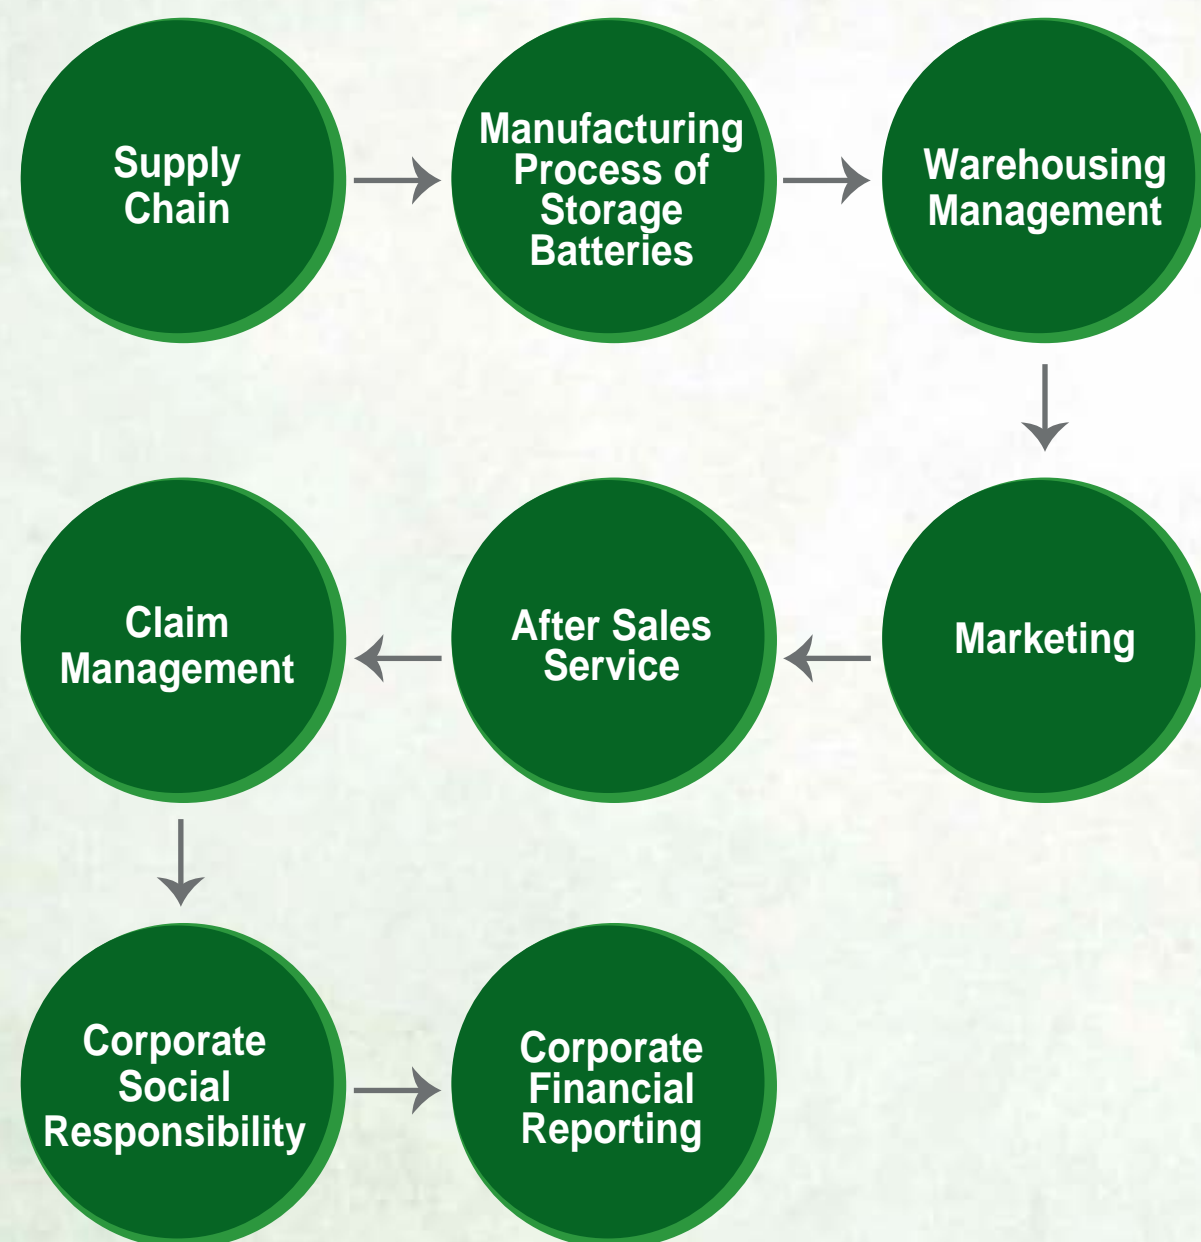 Supply
Chain
Manufacturing
Process of
Storage
Batteries
Warehousing
Management
Marketing
After Sales
Service
Claim
Management
Corporate
Social
Responsibility
Corporate
Financial
Reporting